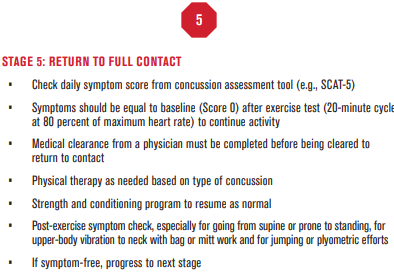 5
STAGE 5: RETURN TO FULL CONTACT
▪ Check daily symptom score from concussion assessment tool (e.g., SCAT-5)
▪ Symptoms should be equal to baseline (Score 0) after exercise test (20-minute cycle
at 80 percent of maximum heart rate) to continue activity
▪ Medical clearance from a physician must be completed before being cleared to
return to contact
▪ Physical therapy as needed based on type of concussion
▪ Strength and conditioning program to resume as normal
▪ Post-exercise symptom check, especially for going from supine or prone to standing, for
upper-body vibration to neck with bag or mitt work and for jumping or plyometric efforts
▪ If symptom-free, progress to next stage